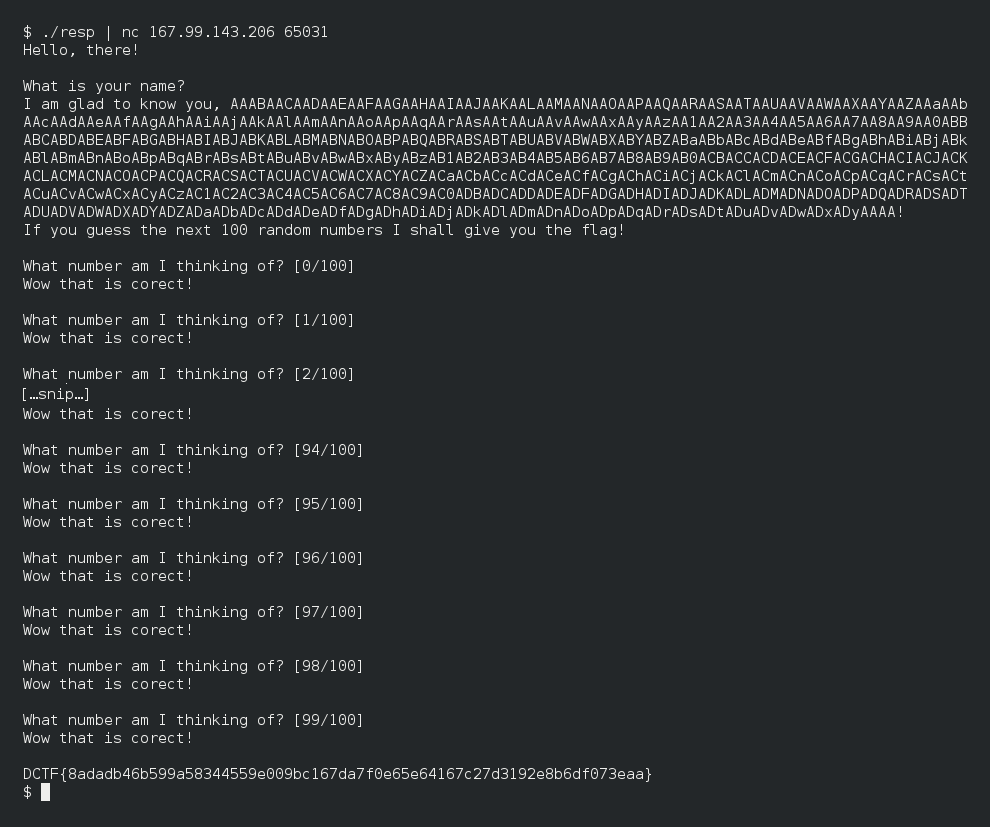 $ ./resp | nc 167.99.143.206 65031
Hello, there!
What is your name?
I am glad to know you, AAABAACAADAAEAAFAAGAAHAAIAAJAAKAALAAMAANAAOAAPAAQAARAASAATAAUAAVAAWAAXAAYAAZAAaAAb
AAcAAdAAeAAfAAgAAhAAiAAjAAkAAlAAmAAnAAoAApAAqAArAAsAAtAAuAAvAAwAAxAAyAAzAA1AA2AA3AA4AA5AA6AA7AA8AA9AA0ABB
ABCABDABEABFABGABHABIABJABKABLABMABNABOABPABQABRABSABTABUABVABWABXABYABZABaABbABcABdABeABfABgABhABiABjABk
ABlABmABnABoABpABqABrABsABtABuABvABwABxAByABzAB1AB2AB3AB4AB5AB6AB7AB8AB9AB0ACBACCACDACEACFACGACHACIACJACK
ACLACMACNACOACPACQACRACSACTACUACVACWACXACYACZACaACbACcACdACeACfACgAChACiACjACkAClACmACnACoACpACqACrACsACt
ACuACvACwACxACyACzAC1AC2AC3AC4AC5AC6AC7AC8AC9AC0ADBADCADDADEADFADGADHADIADJADKADLADMADNADOADPADQADRADSADT
ADUADVADWADXADYADZADaADbADcADdADeADfADgADhADiADjADkADlADmADnADoADpADqADrADsADtADuADvADwADxADyAAAA!
If you guess the next 100 random numbers I shall give you the flag!
What number am I thinking of? [0/100]
Wow that is corect!
What number am I thinking of? [1/100]
Wow that is corect!
What number am I thinking of? [2/100]
[…snip…]
Wow that is corect!
What number am I thinking of? [94/100]
Wow that is corect!
What number am I thinking of? [95/100]
Wow that is corect!
What number am I thinking of? [96/100]
Wow that is corect!
What number am I thinking of? [97/100]
Wow that is corect!
What number am I thinking of? [98/100]
Wow that is corect!
What number am I thinking of? [99/100]
Wow that is corect!
DCTF{8adadb46b599a58344559e009bc167da7f0e65e64167c27d3192e8b6df073eaa}
$